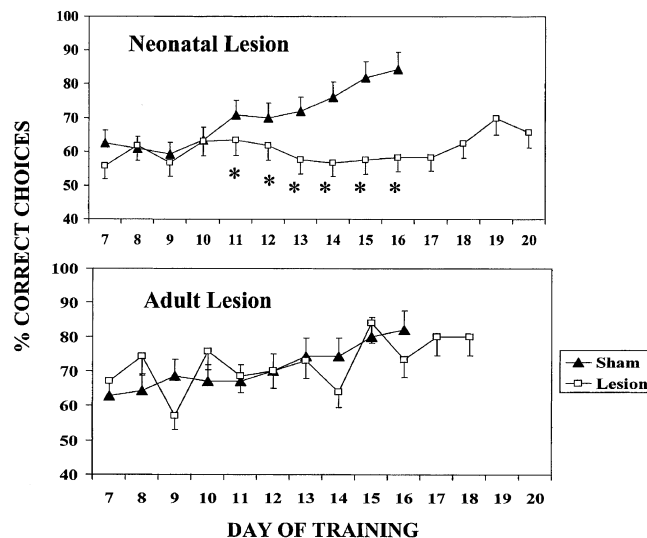 100
Neonatal Lesion
90
80
70
60
50
* * * * * *
40
7 8 9 10 11 12 13 14 15 16 17 18 19 20
% CORRECT CHOICES
100
Adult Lesion
90
80
70
60
50
40
7 8 9 10 11 12 13 14 15 16 17 18 19 20
DAY OF TRAINING
Sham
Lesion